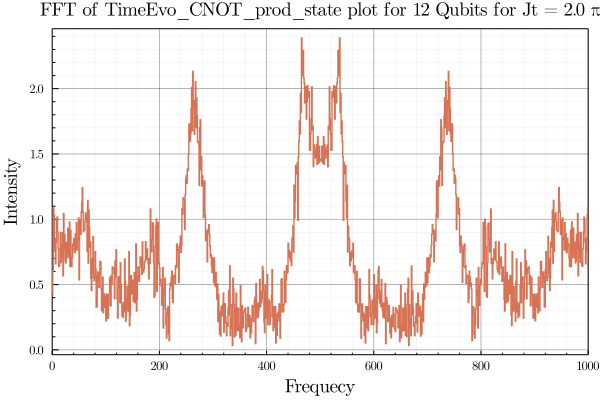 FFT of TimeEvo_CNOT_prod_state plot for 12 Qubits for Jt = 2.0 π
Intensity
2.0
1.5
1.0
0.5
0.0
0 200 400 600 800 1000
Frequecy